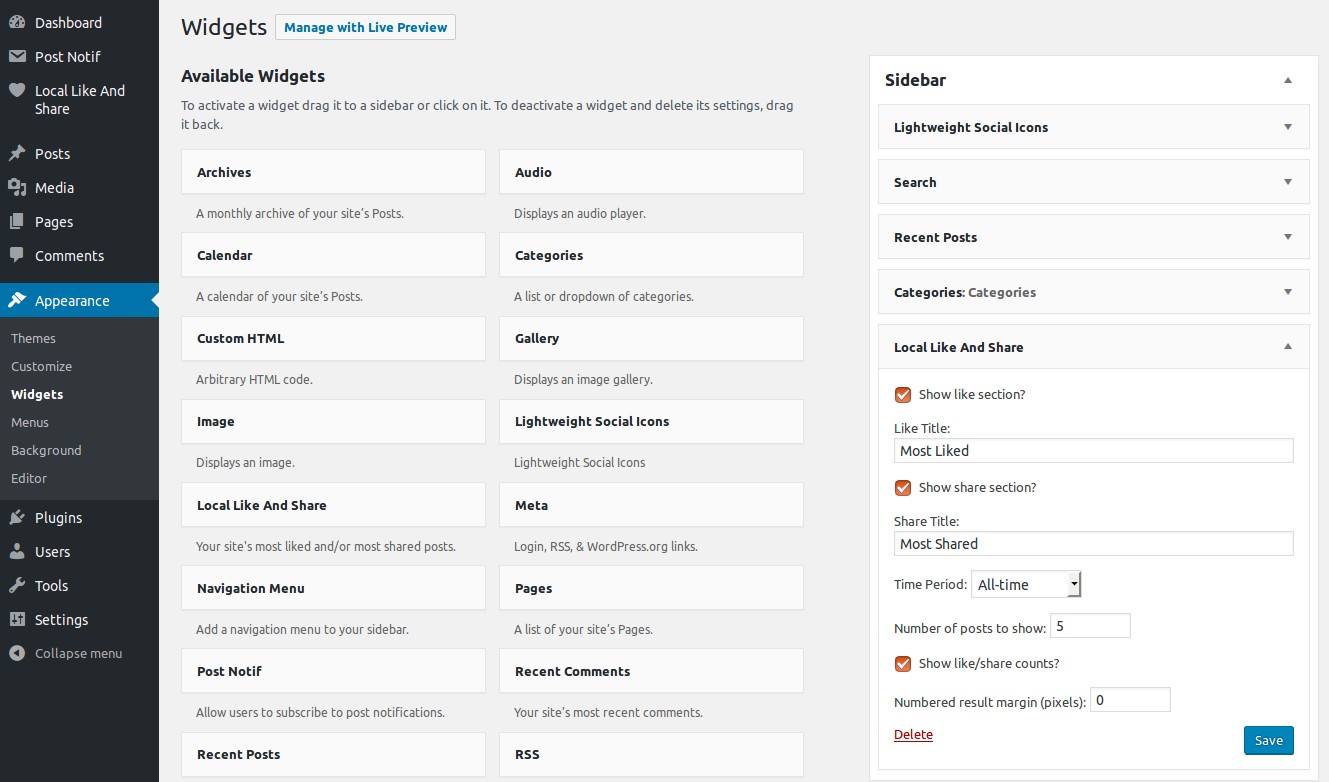 Dashboard
Post Notif
Local Like And
Share
Posts
Media
Pages
Comments
Appearance
Themes
Customize
Widgets
Menus
Background
Editor
Plugins
Users
Tools
Settings
Collapse menu
Widgets
Manage with Live Preview
Available Widgets
To activate a widget drag it to a sidebar or click on it. To deactivate a widget and delete its settings, drag
it back.
Archives
A monthly archive of your site’s Posts.
Audio
Displays an audio player.
Calendar
A calendar of your site’s Posts.
Categories
A list or dropdown of categories.
Custom HTML
Arbitrary HTML code.
Gallery
Displays an image gallery.
Image
Displays an image.
Lightweight Social Icons
Lightweight Social Icons
Local Like And Share
Your site's most liked and/or most shared posts.
Meta
Login, RSS, & WordPress.org links.
Navigation Menu
Add a navigation menu to your sidebar.
Pages
A list of your site’s Pages.
Post Notif
Allow users to subscribe to post notifications.
Recent Comments
Your site’s most recent comments.
Recent Posts
RSS
Sidebar
Lightweight Social Icons
Search
Recent Posts
Categories: Categories
Local Like And Share
Show like section?
Like Title:
Most Liked
Show share section?
Share Title:
Most Shared
Time Period: All-time
Number of posts to show: 5
Show like/share counts?
Numbered result margin (pixels): 0
Delete
Save